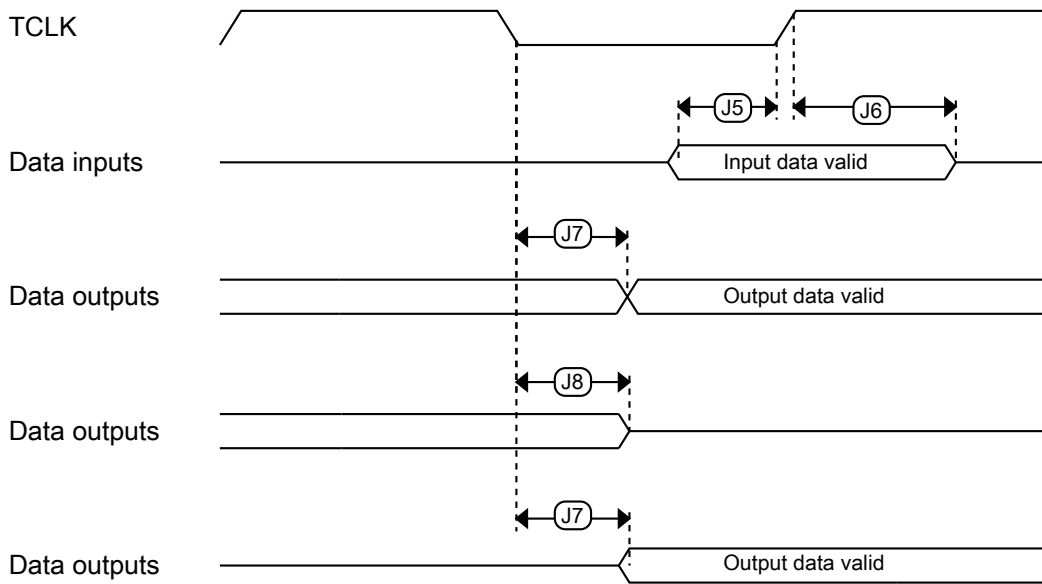 TCLK
J5
J6
Data inputs
Input data valid
J7
Data outputs
Output data valid
J8
Data outputs
J7
Data outputs
Output data valid